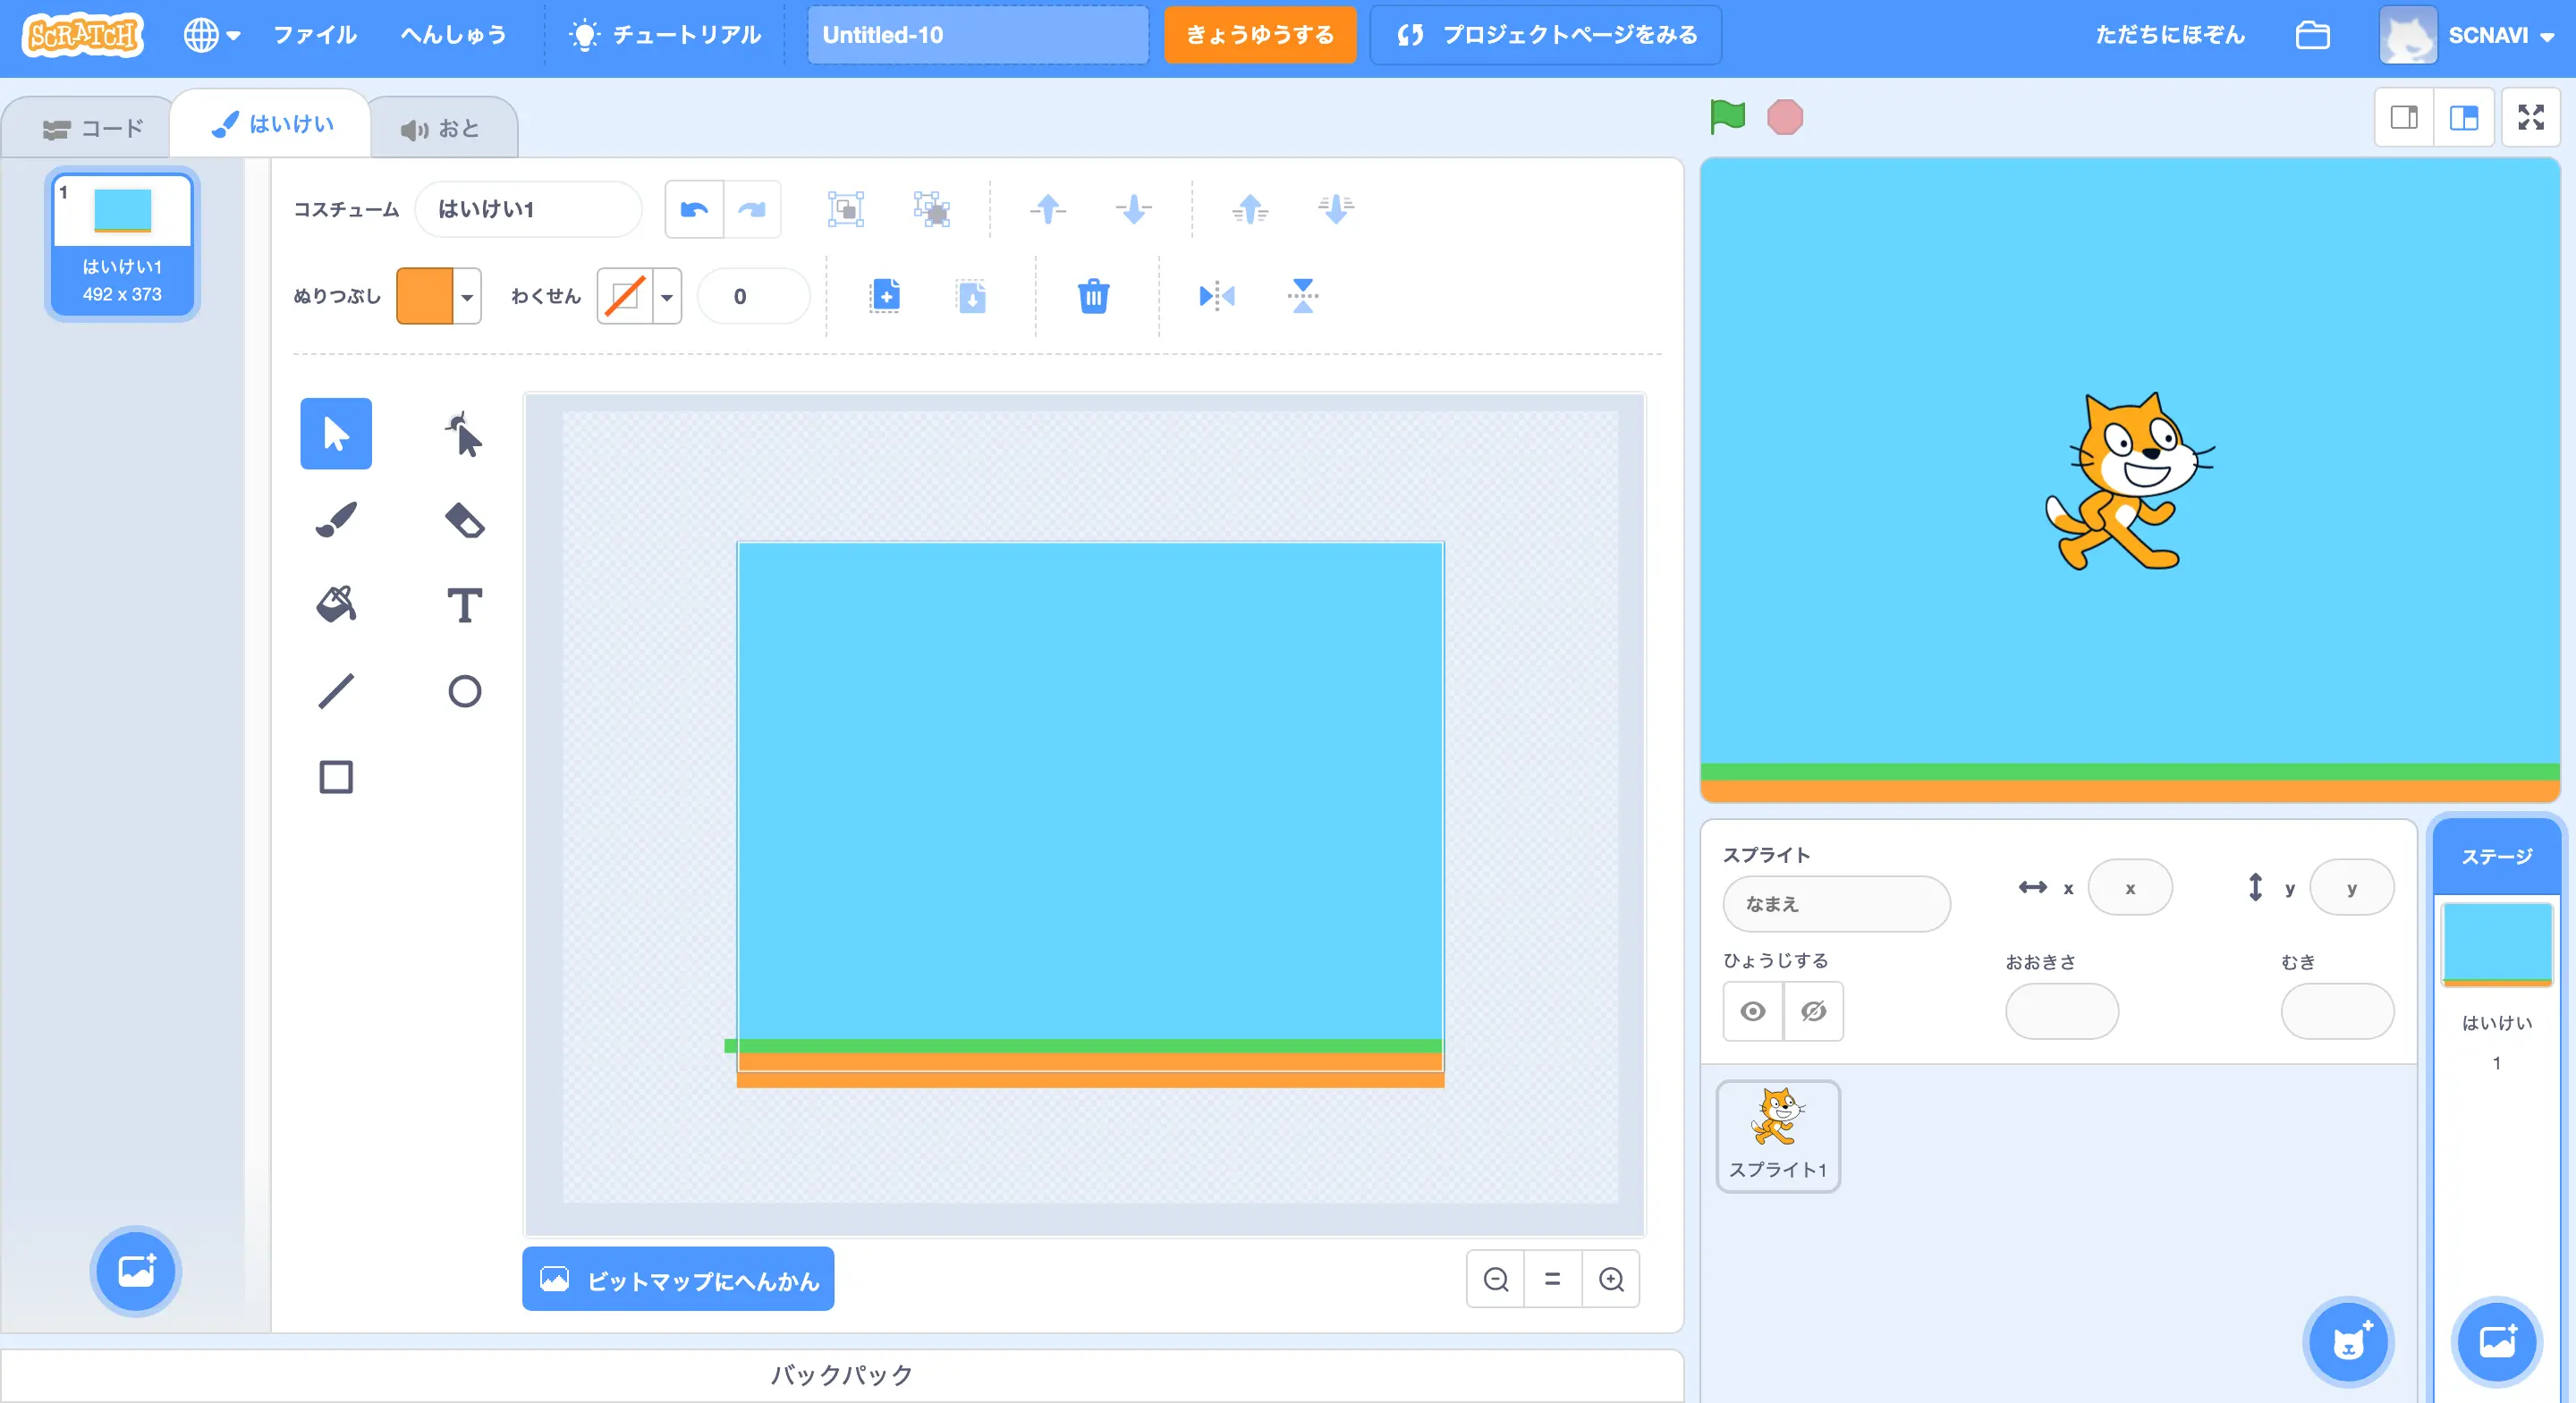 SCRATCH
ファイル
へんしゅう
チュートリアル
Untitled-10
きょうゆうする
プロジェクトページをみる
ただちにほぞん
SCNAVI
コード
はいけい
おと
1
はいけい1
492 x 373
コスチューム
はいけい1
ぬりつぶし
わくせん
0
T
ビットマップにへんかん
バックパック
スプライト
なまえ
x
x
y
y
ひょうじする
おおきさ
むき
スプライト1
ステージ
はいけい
1